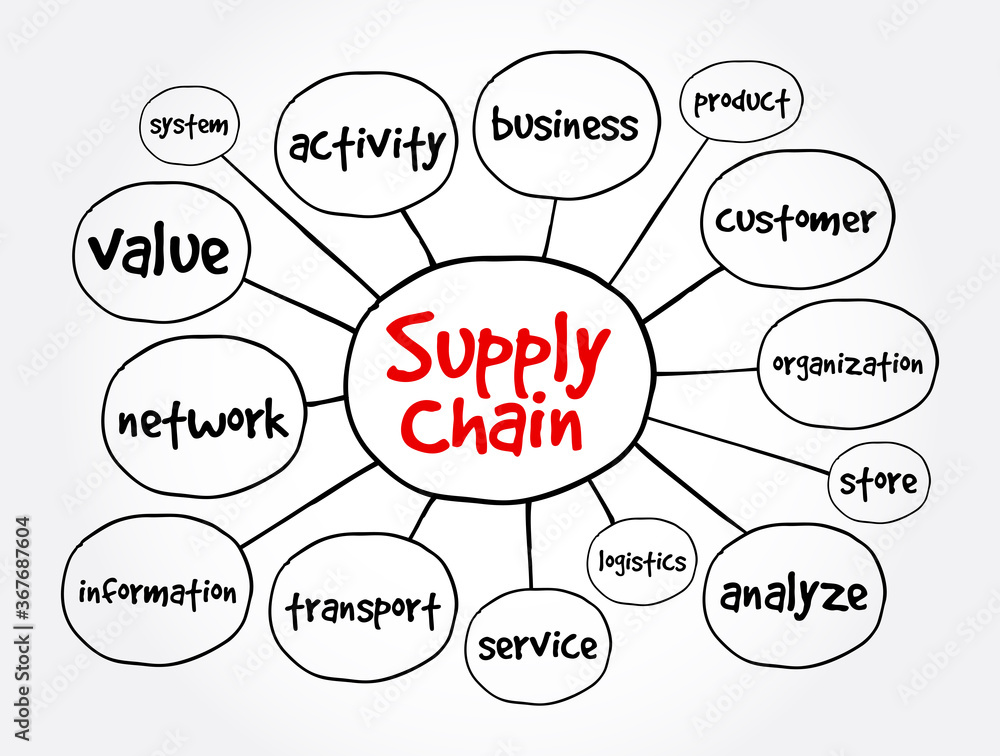 system
activity
business
product
value
customer
Supply
Chain
network
organization
store
information
transport
service
logistics
analyze
Adobe Stock | #367687604